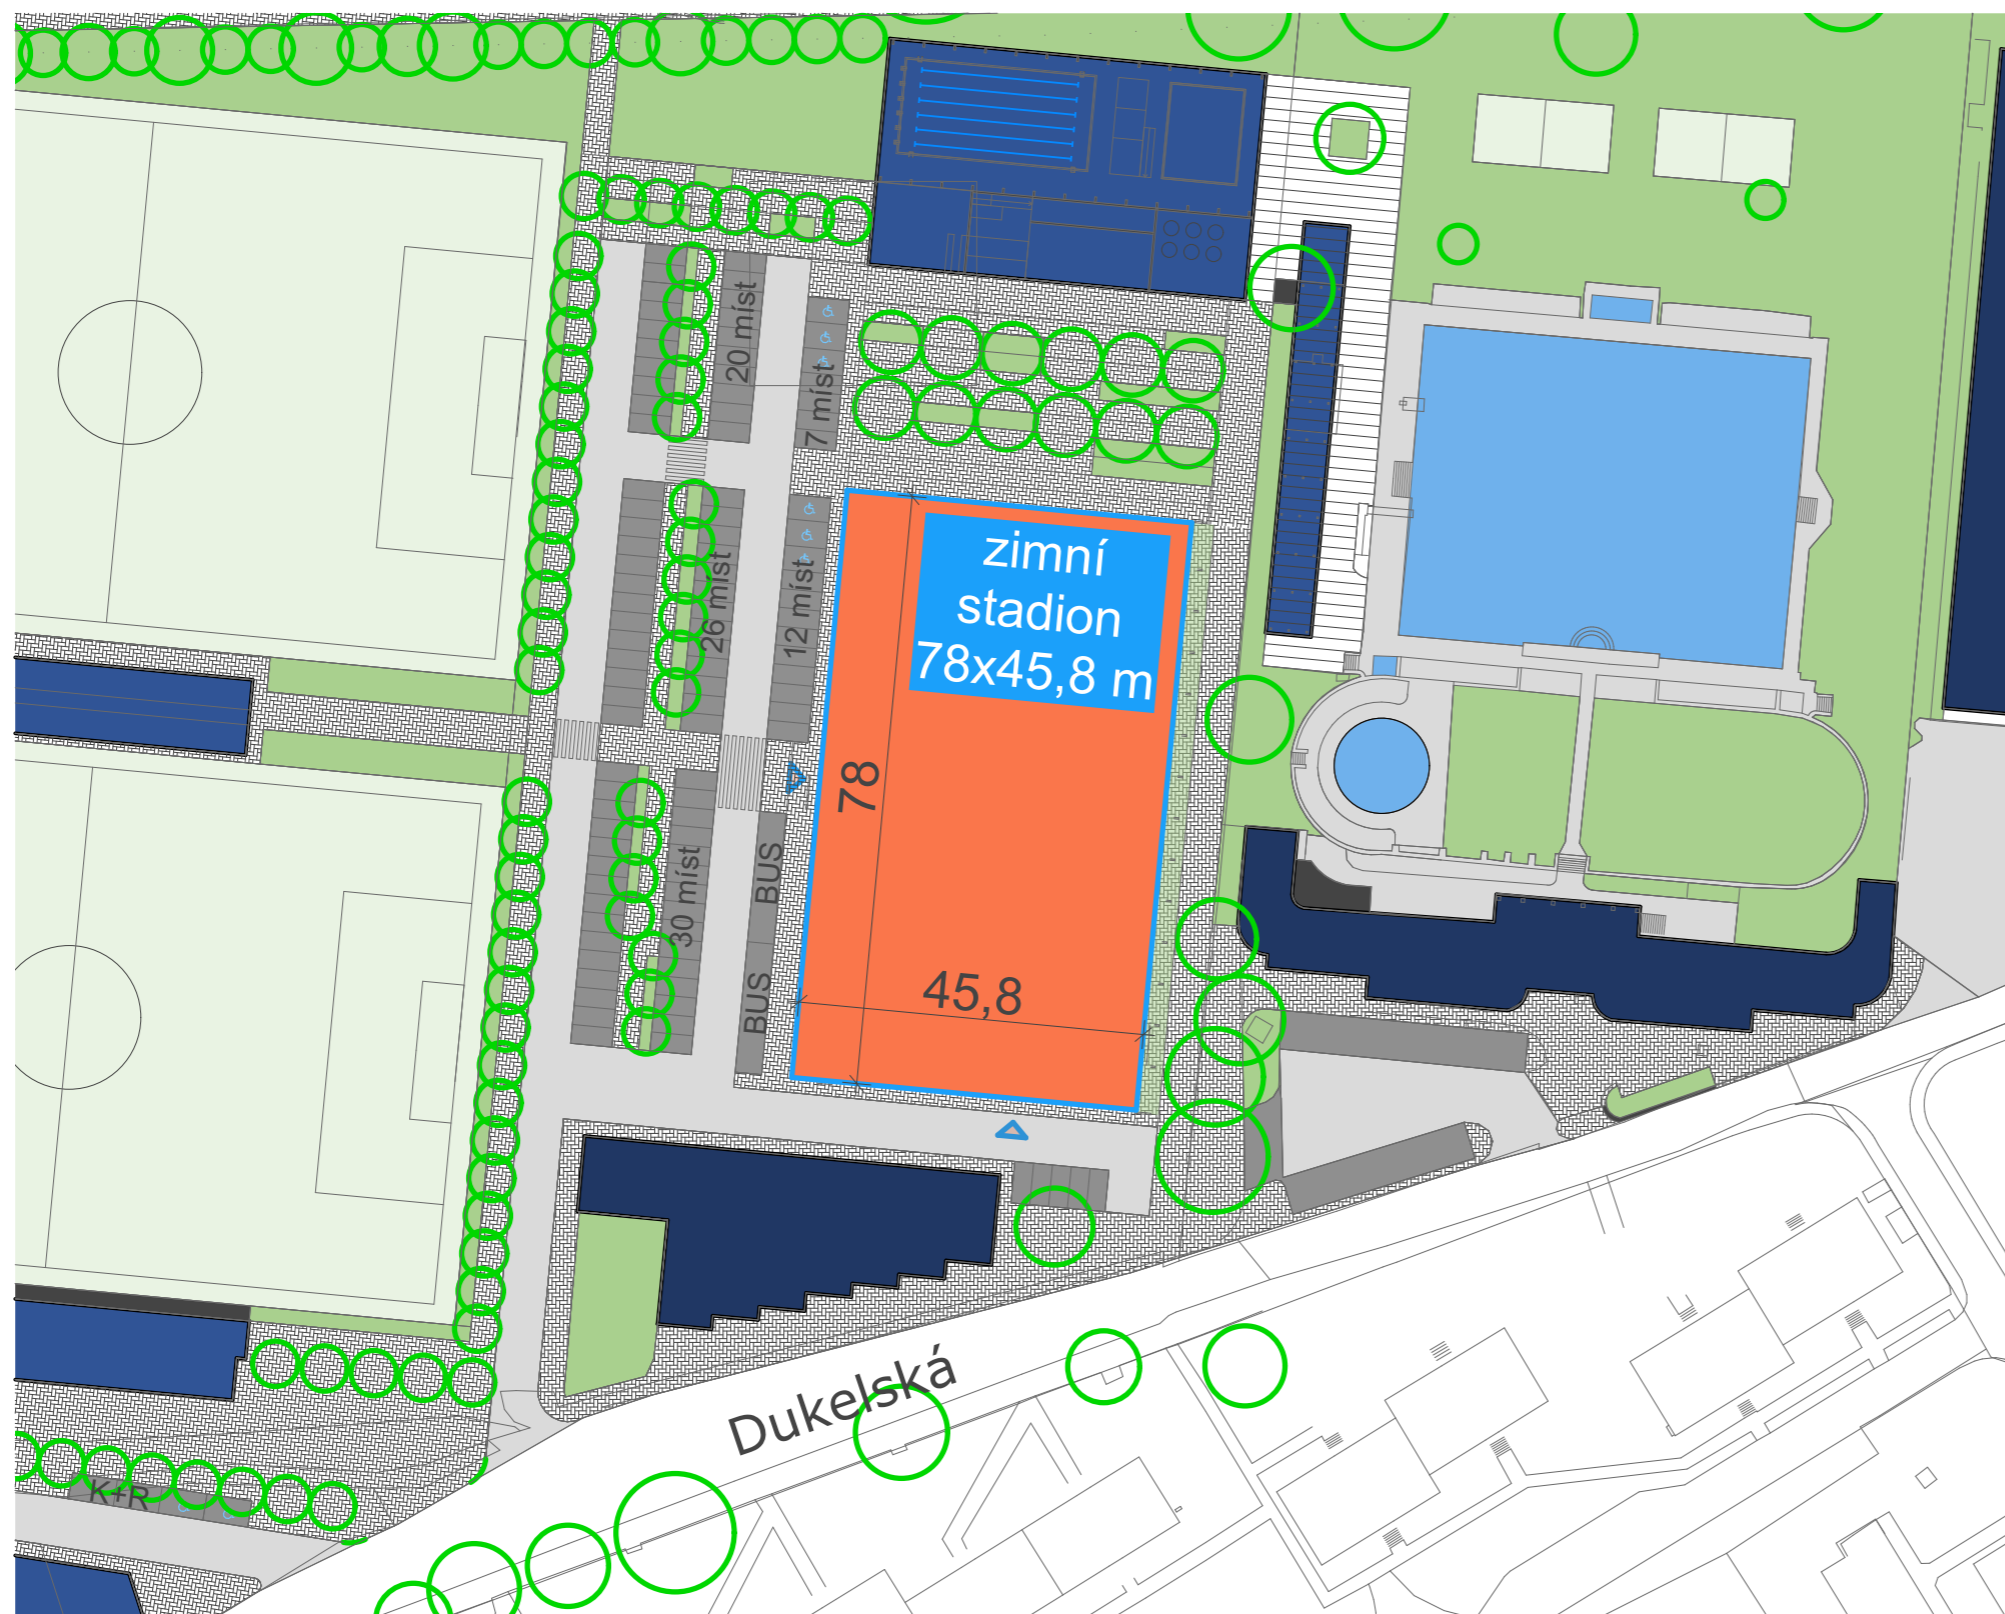 20 míst
7 míst
zimní
stadion
78x45,8 m
26 míst
12 míst
78
30 míst
BUS
45,8
BUS
Dukelská
K+R